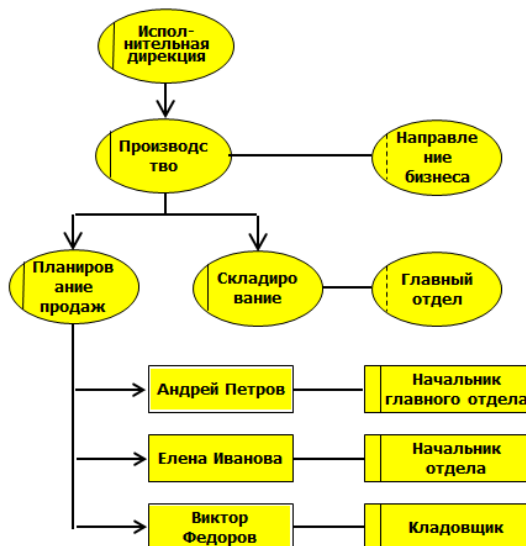 Испол-
нительная
дирекция
Производс
тво
Направле
ние
бизнеса
Планиров
ание
продаж
Складиро
вание
Главный
отдел
Андрей Петров
Начальник
главного отдела
Елена Иванова
Начальник
отдела
Виктор
Федоров
Кладовщик